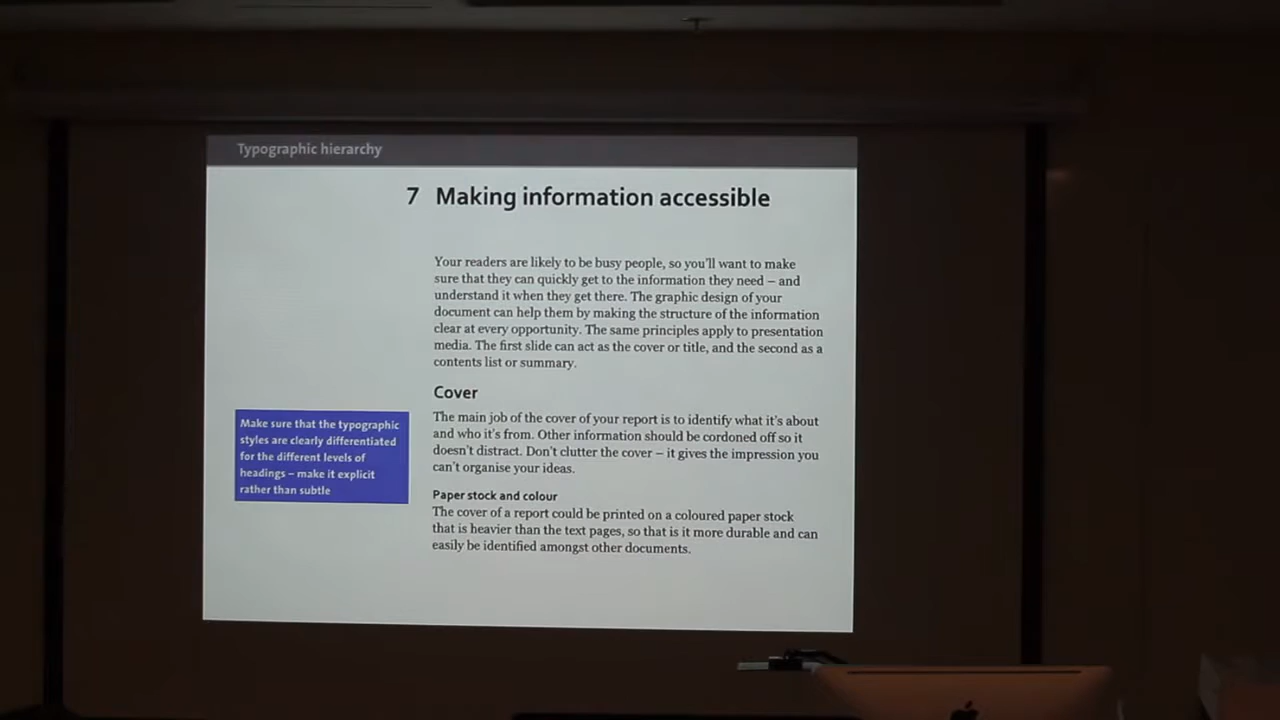 Typographic hierarchy
7 Making information accessible
Your readers are likely to be busy people, so you'll want to make
sure that they can quickly get to the information they need – and
understand it when they get there. The graphic design of your
document can help them by making the structure of the information
clear at every opportunity. The same principles apply to presentation
media. The first slide can act as the cover or title, and the second as a
contents list or summary.
Cover
The main job of the cover of your report is to identify what it's about
and who it's from. Other information should be cordoned off so it
doesn't distract. Don't clutter the cover – it gives the impression you
can't organise your ideas.
Make sure that the typographic
styles are clearly differentiated
for the different levels of
headings – make it explicit
rather than subtle
Paper stock and colour
The cover of a report could be printed on a coloured paper stock
that is heavier than the text pages, so that is it more durable and can
easily be identified amongst other documents.